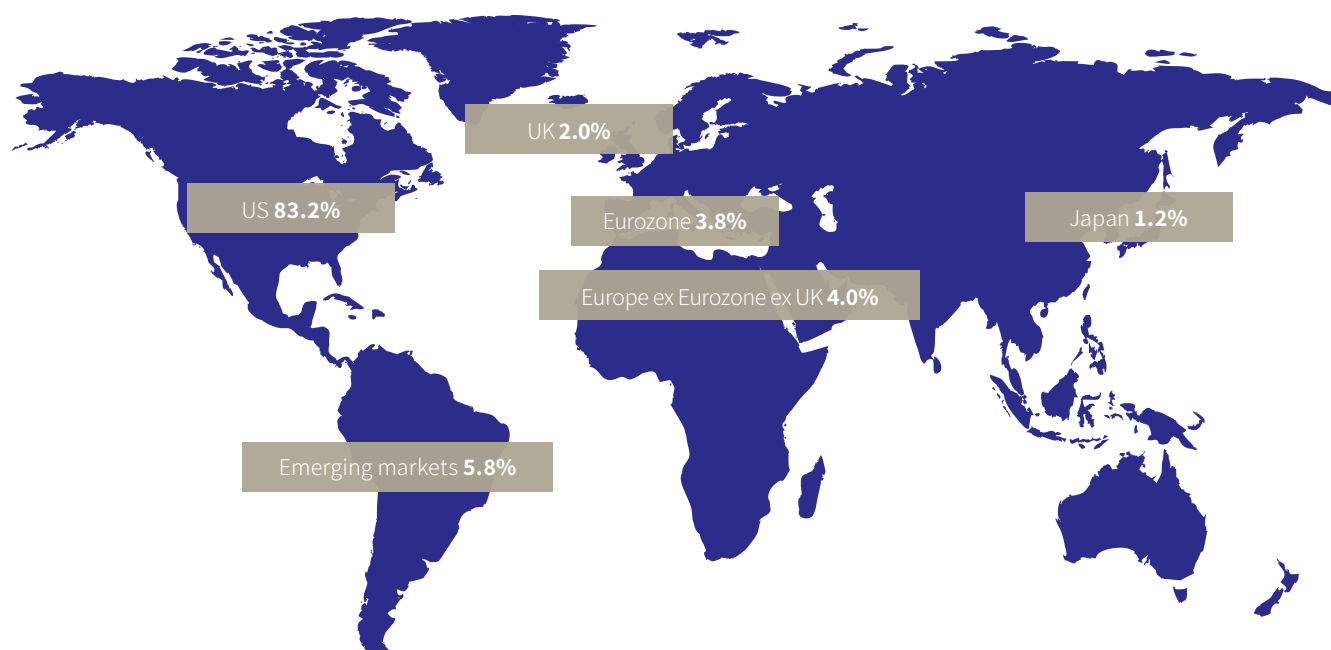 UK 2.0%
US 83.2%
Eurozone 3.8%
Japan 1.2%
Europe ex Eurozone ex UK 4.0%
Emerging markets 5.8%